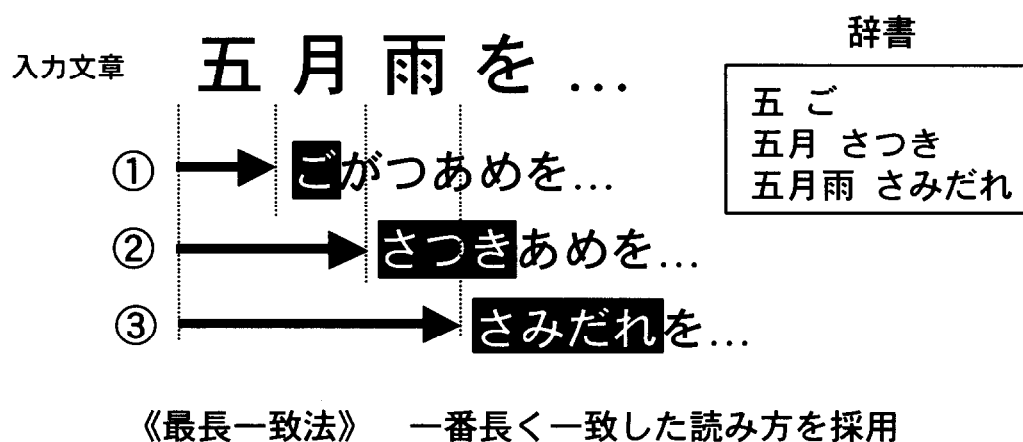 辞書
入力文章 五月雨を…
五 ご
五月 さつき
五月雨 さみだれ
① ごがつあめを…
② さつきあめを…
③ さみだれを…
《最長一致法》 一番長く一致した読み方を採用